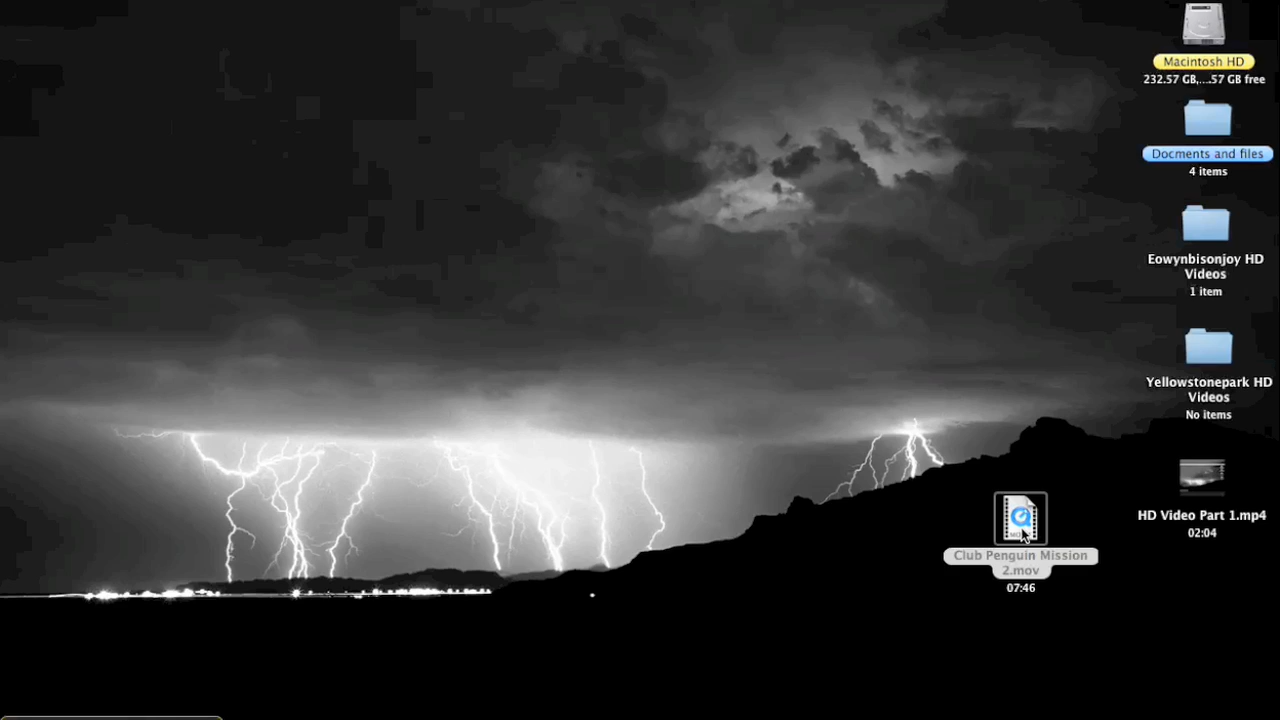 Macintosh HD
232.57 GB,....57 GB free
Docments and files
4 items
Eowynbisonjoy HD
Videos
1 item
Yellowstonepark HD
Videos
No items
HD Video Part 1.mp4
02:04
Club Penguin Mission
2.mov
07:46